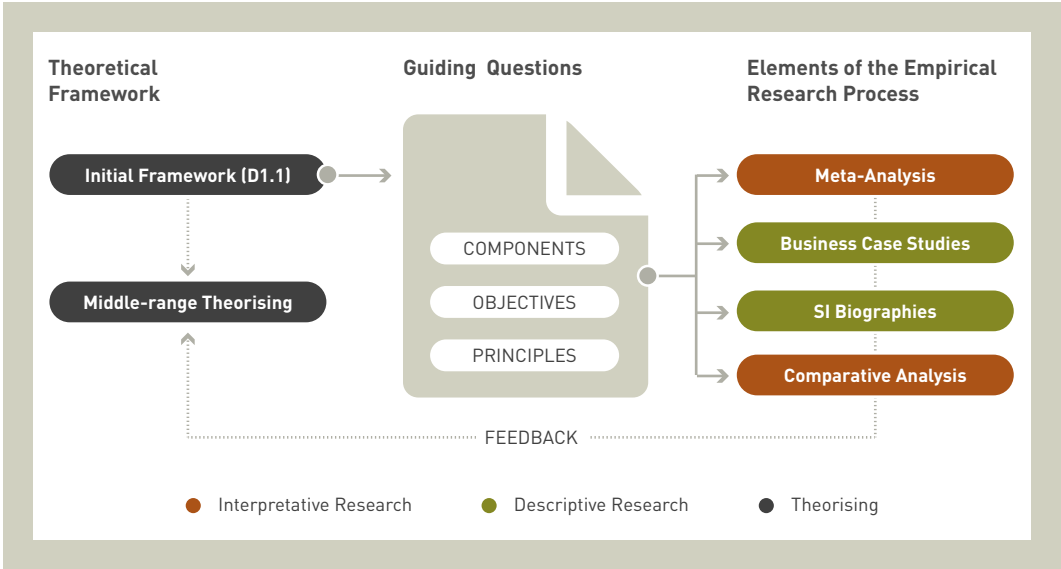 Theoretical
Framework
Initial Framework (D1.1)
Middle-range Theorising
Guiding Questions
COMPONENTS
OBJECTIVES
PRINCIPLES
Elements of the Empirical
Research Process
Meta-Analysis
Business Case Studies
SI Biographies
Comparative Analysis
FEEDBACK
Interpretative Research
Descriptive Research
Theorising